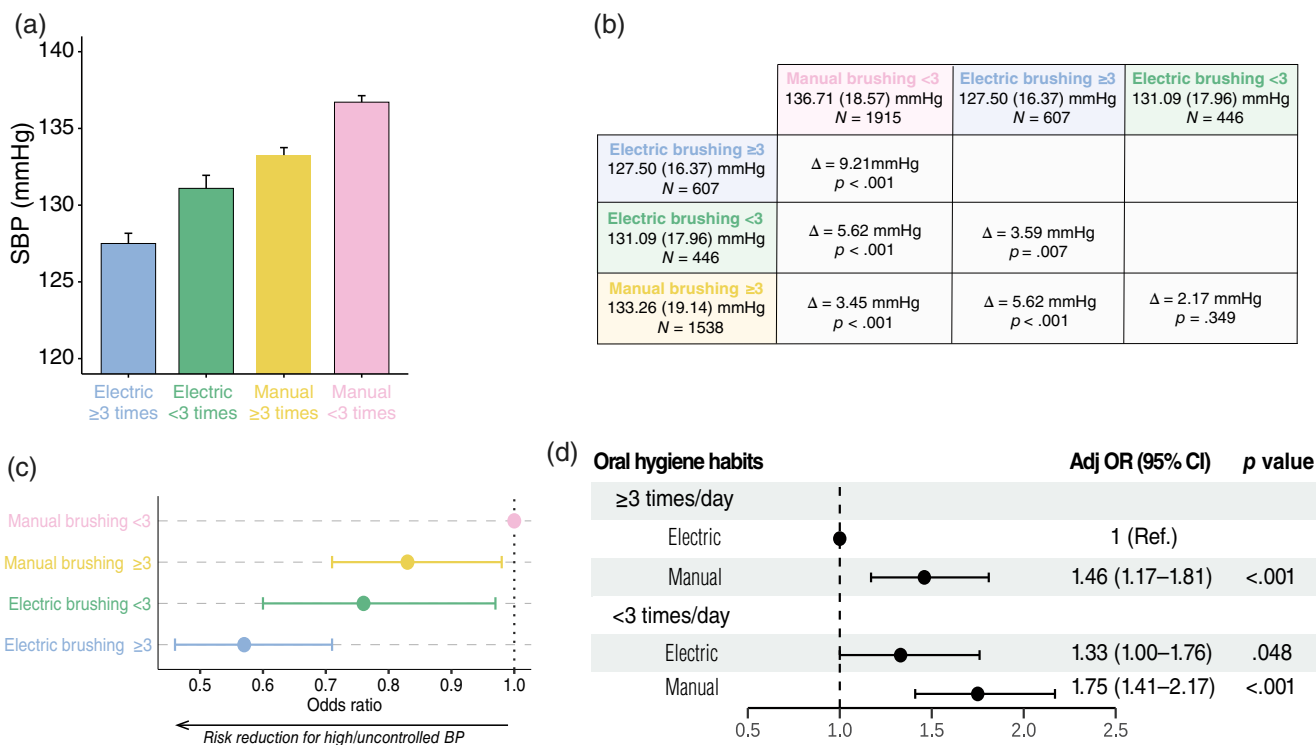 (a)
SBP (mmHg)
140
135
130
125
120
Electric
≥3 times
Electric
<3 times
Manual
≥3 times
Manual
<3 times
(b)
Manual brushing <3
136.71 (18.57) mmHg
N = 1915
Electric brushing ≥3
127.50 (16.37) mmHg
N = 607
Electric brushing <3
131.09 (17.96) mmHg
N = 446
Electric brushing ≥3
127.50 (16.37) mmHg
N = 607
Δ = 9.21mmHg
p < .001
Electric brushing <3
131.09 (17.96) mmHg
N = 446
Δ = 5.62 mmHg
p < .001
Δ = 3.59 mmHg
p = .007
Manual brushing ≥3
133.26 (19.14) mmHg
N = 1538
Δ = 3.45 mmHg
p < .001
Δ = 5.62 mmHg
p < .001
Δ = 2.17 mmHg
p = .349
(c)
Manual brushing <3
Manual brushing ≥3
Electric brushing <3
Electric brushing ≥3
0.5 0.6 0.7 0.8 0.9 1.0
Odds ratio
Risk reduction for high/uncontrolled BP
(d)
Oral hygiene habits Adj OR (95% CI) p value
≥3 times/day
Electric 1 (Ref.)
Manual 1.46 (1.17–1.81) <.001
<3 times/day
Electric 1.33 (1.00–1.76) .048
Manual 1.75 (1.41–2.17) <.001
0.5 1.0 1.5 2.0 2.5